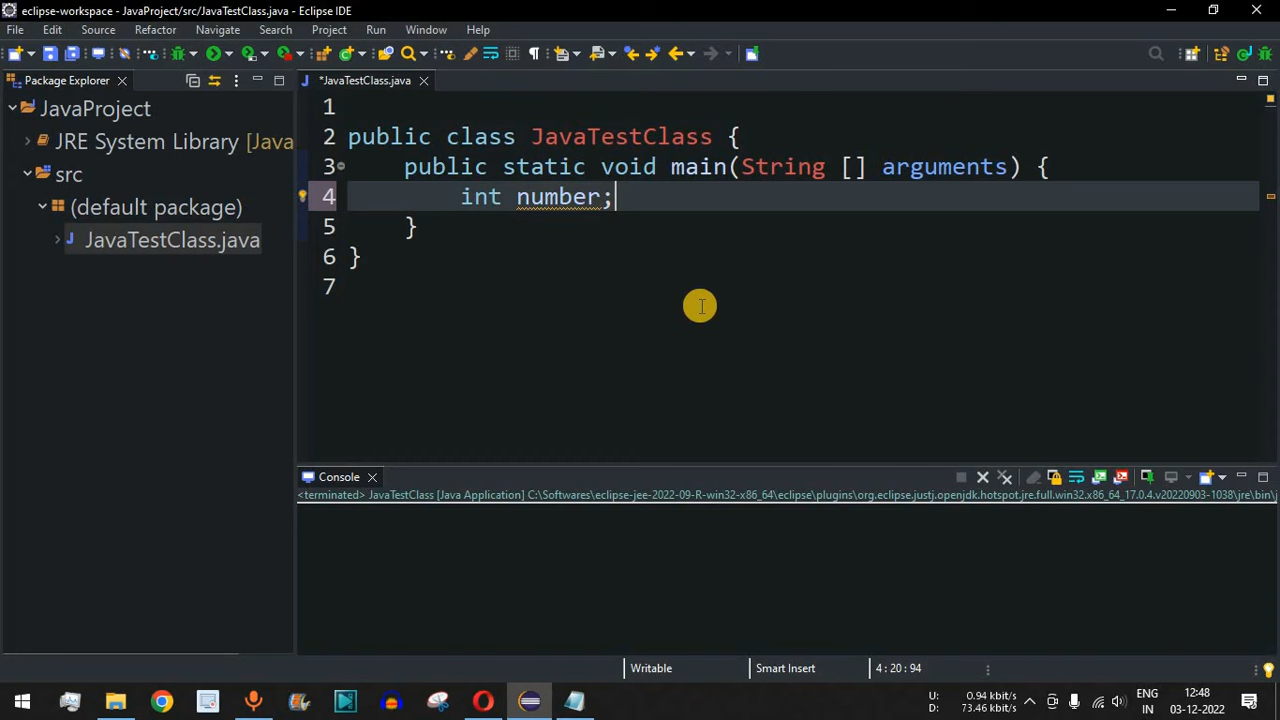 eclipse-workspace - JavaProject/src/JavaTestClass.java - Eclipse IDE
File Edit Source Refactor Navigate Search Project Run Window Help
Package Explorer
*JavaTestClass.java
JavaProject
JRE System Library [Java
src
(default package)
JavaTestClass.java
1
2 public class JavaTestClass {
3 public static void main(String [] arguments) {
4 int number;
5 }
6 }
7
Console
<terminated> JavaTestClass [Java Application] C:\Softwares\eclipse-jee-2022-09-R-win32-x86_64\eclipse\plugins\org.eclipse.justj.openjdk.hotspot.jre.full.win32.x86_64_17.0.4.v20220903-1038\jre\bin\j
Writable Smart Insert 4 : 20 : 94
U: 0.94 kbit/s
D: 73.46 kbit/s
ENG
IN
12:48
03-12-2022